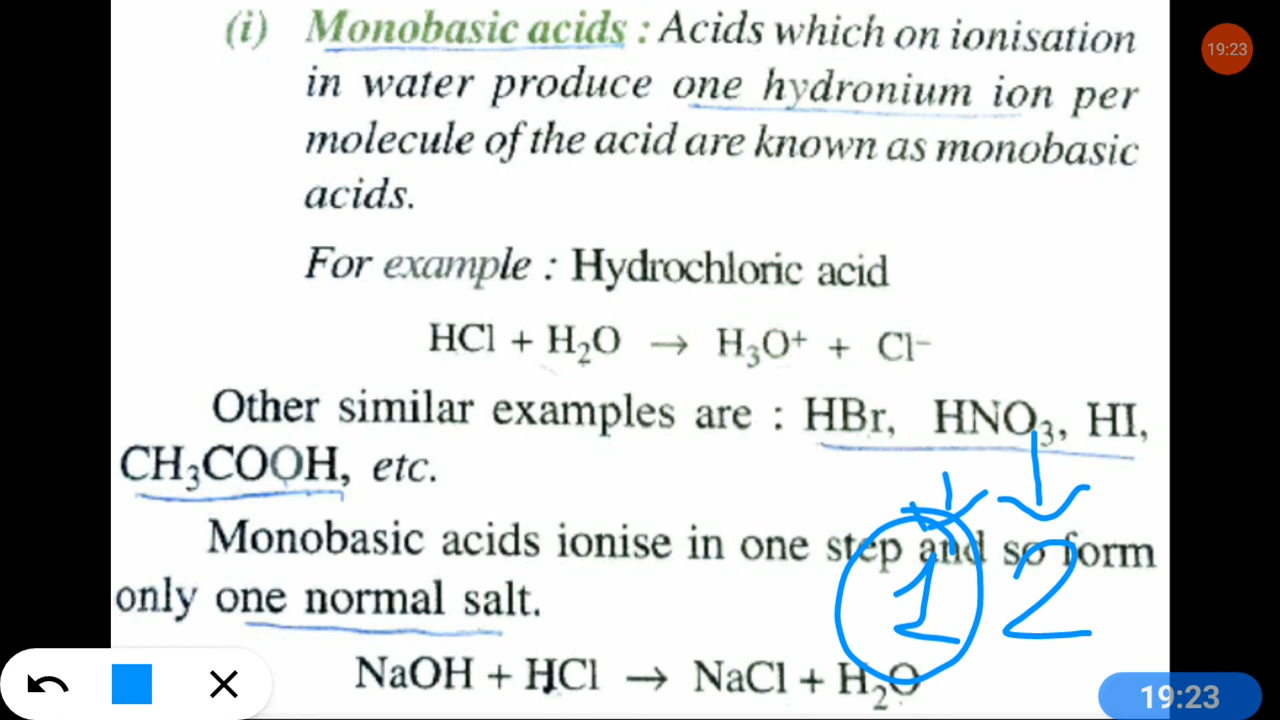 19:23
(i) Monobasic acids : Acids which on ionisation
in water produce one hydronium ion per
molecule of the acid are known as monobasic
acids.
For example : Hydrochloric acid
HCl + H₂O → H₃O⁺ + Cl⁻
Other similar examples are : HBr, HNO₃, HI,
CH₃COOH, etc.
Monobasic acids ionise in one step and so form
only one normal salt.
1 2
NaOH + HCl → NaCl + H₂O
19:23